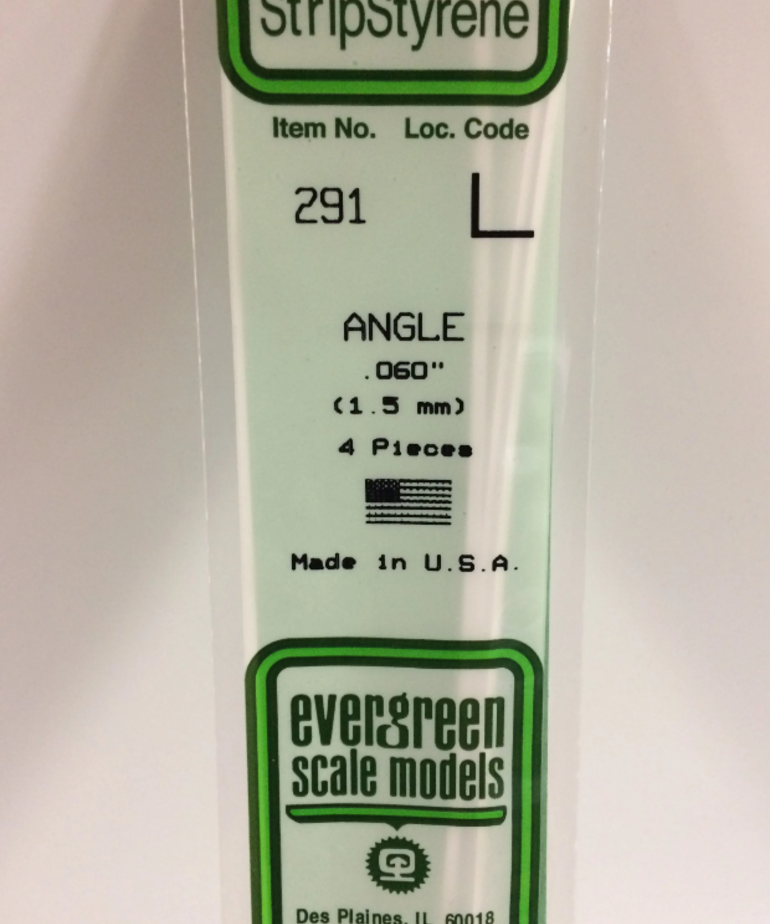 StripStyrene
Item No. Loc. Code
291 L
ANGLE
.060"
(1.5 mm)
4 Pieces
Made in U.S.A.
evergreen
scale models
Des Plaines, IL 60018